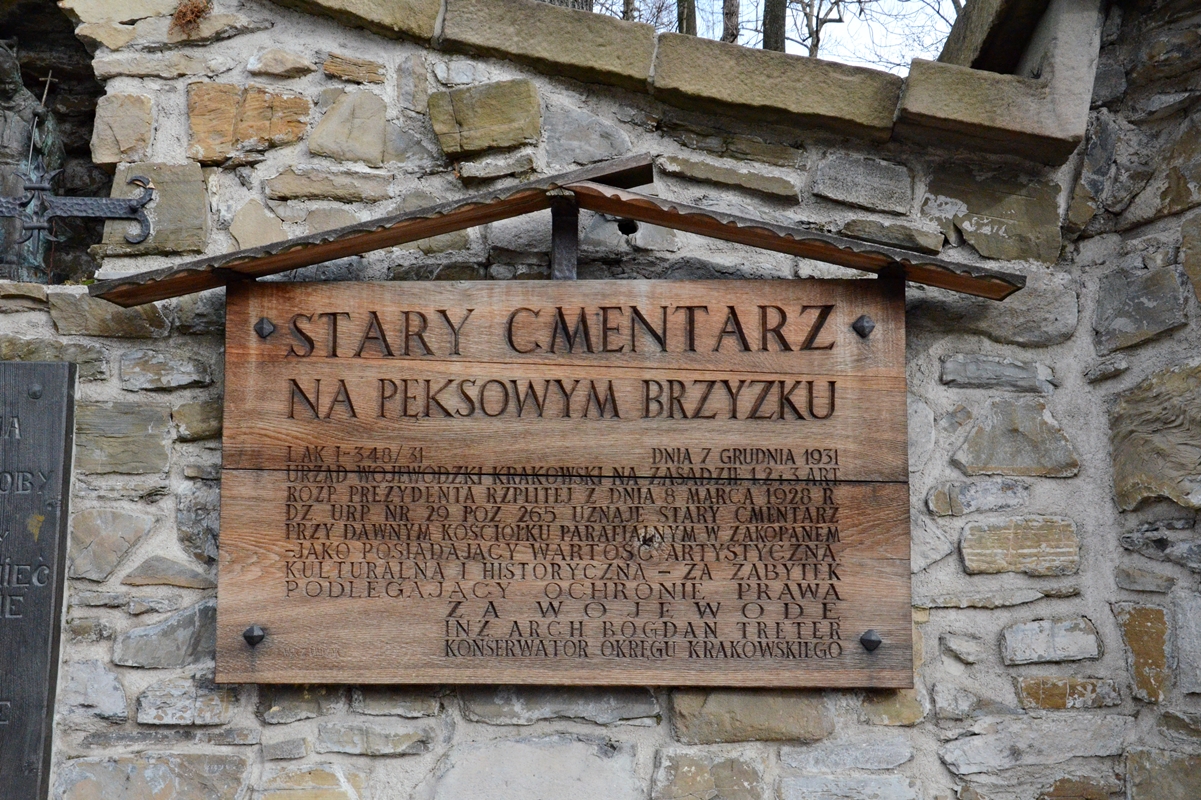 STARY CMENTARZ
NA PĘKSOWYM BRZYZKU
L AK I-348/31 DNIA 7 GRUDNIA 1931
URZĄD WOJEWÓDZKI KRAKOWSKI NA ZASADZIE 1.2 i 3 ART
ROZP. PREZYDENTA RZPLITEJ Z DNIA 8 MARCA 1928 R
DZ. URP. NR 29 POZ 265 UZNAJE STARY CMENTARZ
PRZY DAWNYM KOŚCIÓŁKU PARAFIALNYM W ZAKOPANEM
-JAKO POSIADAJĄCY WARTOŚĆ ARTYSTYCZNĄ
KULTURALNĄ I HISTORYCZNĄ - ZA ZABYTEK
PODLEGAJĄCY OCHRONIE PRAWA
ZA WOJEWODĘ
INŻ ARCH BOGDAN TRETER
KONSERWATOR OKRĘGU KRAKOWSKIEGO